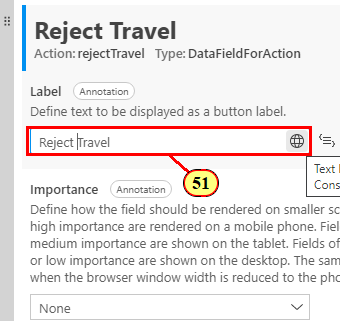 Reject Travel
Action: rejectTravel Type: DataFieldForAction
Label Annotation
Define text to be displayed as a button label.
Reject Travel
Text
Cons
51
Importance Annotation
Define how the field should be rendered on smaller sc
high importance are rendered on a mobile phone. Field
medium importance are shown on the tablet. Fields of
or low importance are shown on the desktop. The sam
when the browser window width is reduced to the pho
None